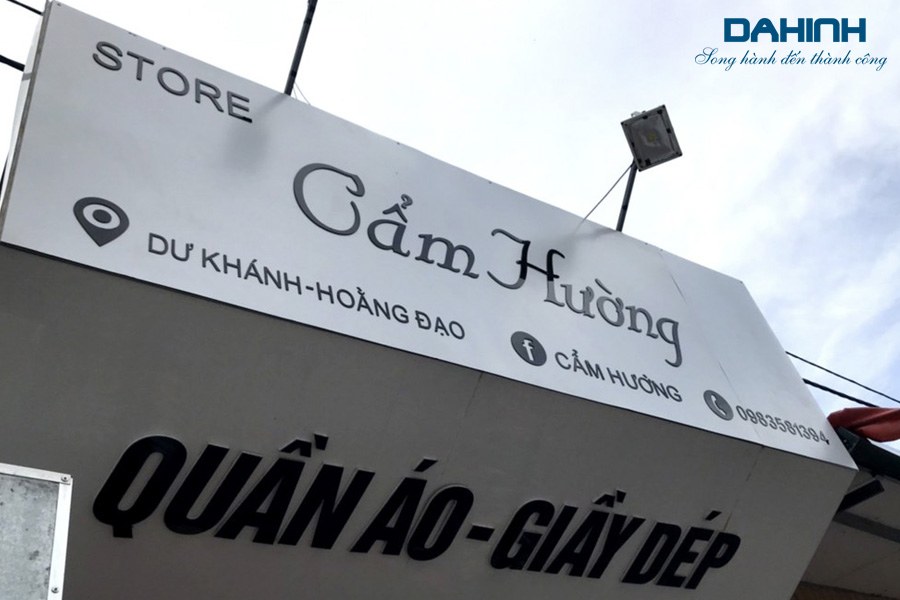 DAHINH
Song hành đến thành công
STORE
Cẩm Hường
DƯ KHÁNH-HOẰNG ĐẠO
CẨM HƯỜNG
0983581394
QUẦN ÁO - GIẦY DÉP